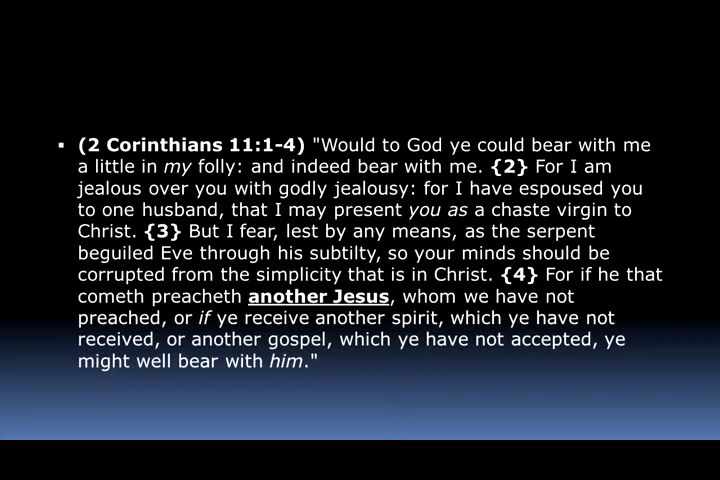 ▪ (2 Corinthians 11:1-4) "Would to God ye could bear with me
a little in my folly: and indeed bear with me. {2} For I am
jealous over you with godly jealousy: for I have espoused you
to one husband, that I may present you as a chaste virgin to
Christ. {3} But I fear, lest by any means, as the serpent
beguiled Eve through his subtilty, so your minds should be
corrupted from the simplicity that is in Christ. {4} For if he that
cometh preacheth another Jesus, whom we have not
preached, or if ye receive another spirit, which ye have not
received, or another gospel, which ye have not accepted, ye
might well bear with him."